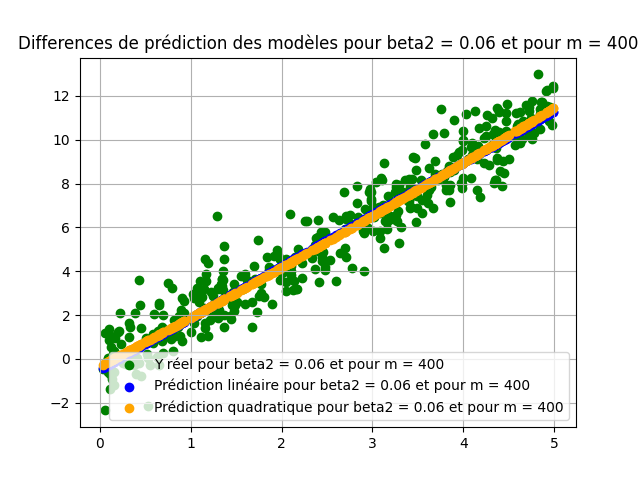 Differences de prédiction des modèles pour beta2 = 0.06 et pour m = 400
12
10
8
6
4
2
0
−2
Y réel pour beta2 = 0.06 et pour m = 400
Prédiction linéaire pour beta2 = 0.06 et pour m = 400
Prédiction quadratique pour beta2 = 0.06 et pour m = 400
0 1 2 3 4 5